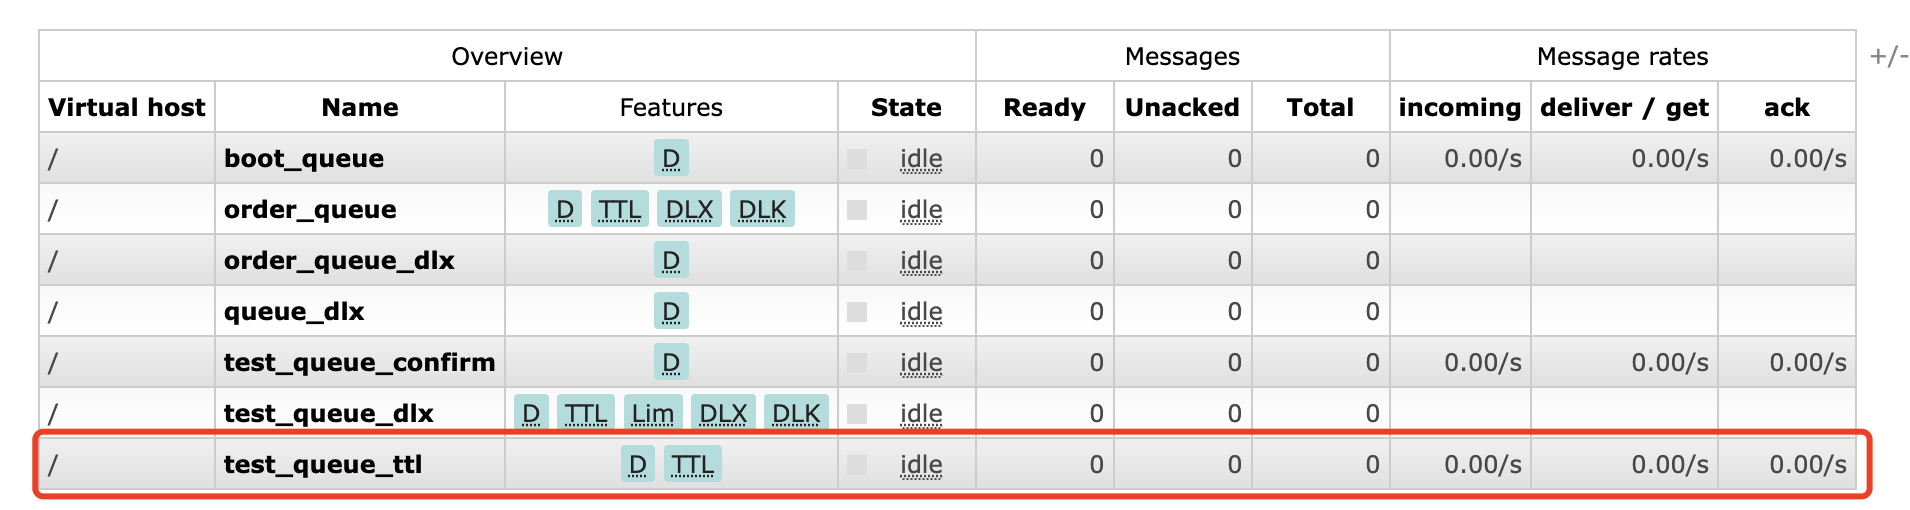 Overview Messages Message rates +/-
Virtual host Name Features State Ready Unacked Total incoming deliver / get ack
/ boot_queue D idle 0 0 0 0.00/s 0.00/s 0.00/s
/ order_queue D TTL DLX DLK idle 0 0 0
/ order_queue_dlx D idle 0 0 0
/ queue_dlx D idle 0 0 0
/ test_queue_confirm D idle 0 0 0 0.00/s 0.00/s 0.00/s
/ test_queue_dlx D TTL Lim DLX DLK idle 0 0 0
/ test_queue_ttl D TTL idle 0 0 0 0.00/s 0.00/s 0.00/s